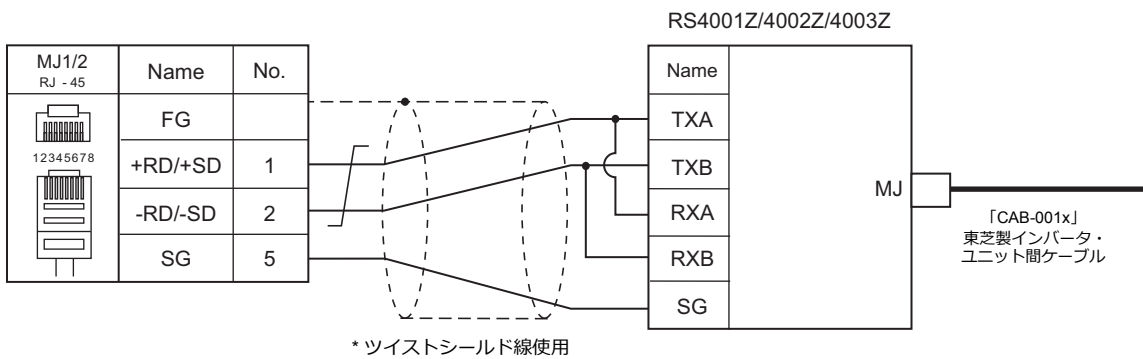 RS4001Z/4002Z/4003Z
MJ1/2
RJ - 45
Name
No.
FG
12345678
+RD/+SD
1
-RD/-SD
2
SG
5
Name
TXA
TXB
RXA
RXB
SG
MJ
「CAB-001x」
東芝製インバータ・
ユニット間ケーブル
* ツイストシールド線使用